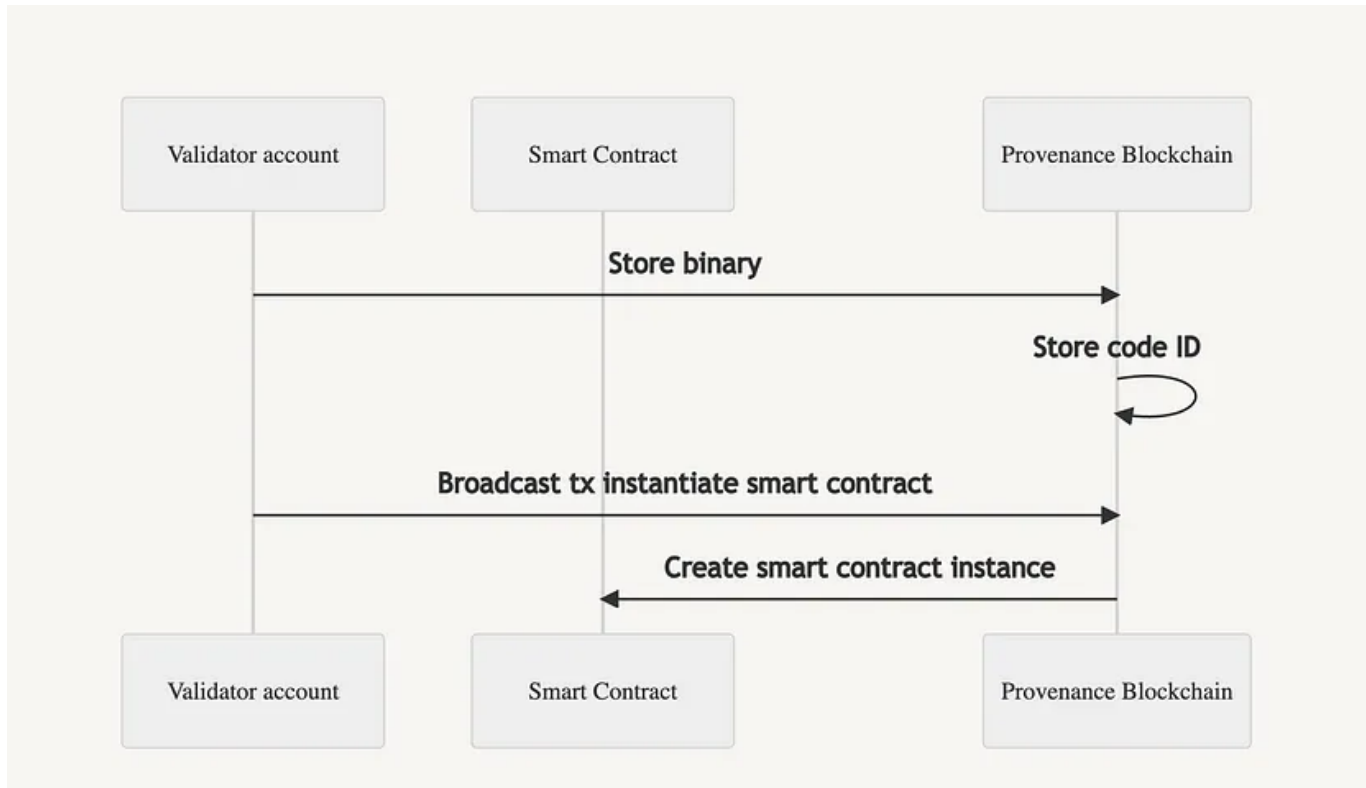 Validator account
Smart Contract
Provenance Blockchain
Store binary
Store code ID
Broadcast tx instantiate smart contract
Create smart contract instance
Validator account
Smart Contract
Provenance Blockchain